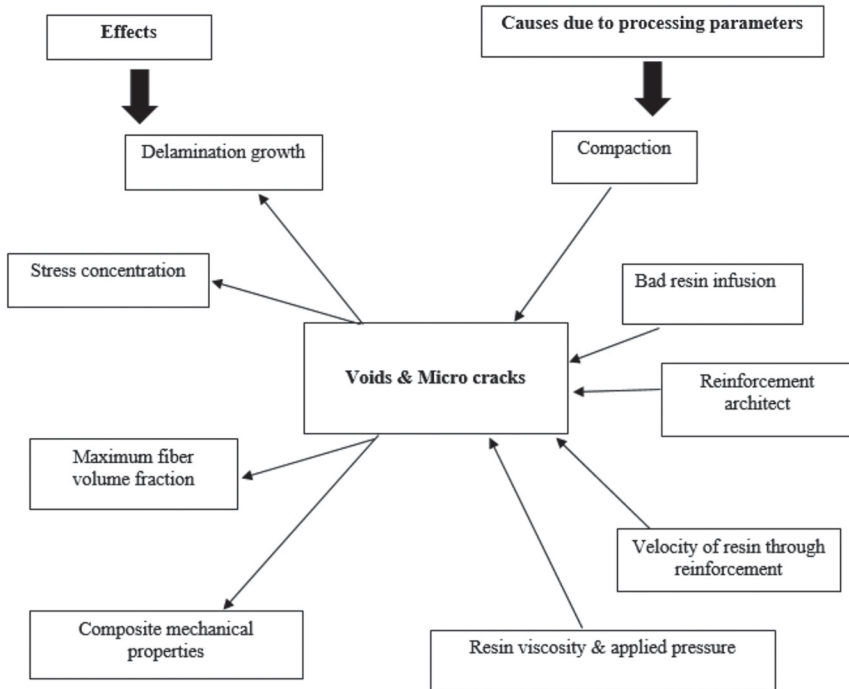 Effects
Causes due to processing parameters
Delamination growth
Compaction
Stress concentration
Bad resin infusion
Voids & Micro cracks
Reinforcement
architect
Maximum fiber
volume fraction
Velocity of resin through
reinforcement
Composite mechanical
properties
Resin viscosity & applied pressure